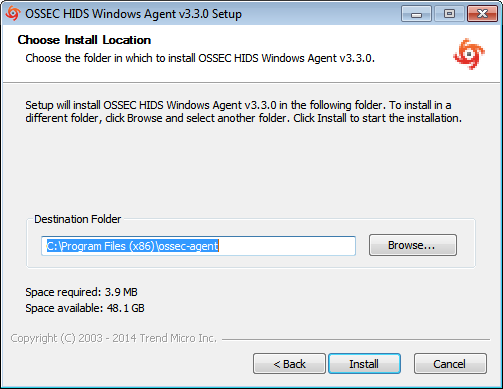 OSSEC HIDS Windows Agent v3.3.0 Setup
Choose Install Location
Choose the folder in which to install OSSEC HIDS Windows Agent v3.3.0.
Setup will install OSSEC HIDS Windows Agent v3.3.0 in the following folder. To install in a
different folder, click Browse and select another folder. Click Install to start the installation.
Destination Folder
C:\Program Files (x86)\ossec-agent
Browse...
Space required: 3.9 MB
Space available: 48.1 GB
Copyright (C) 2003 - 2014 Trend Micro Inc.
< Back
Install
Cancel